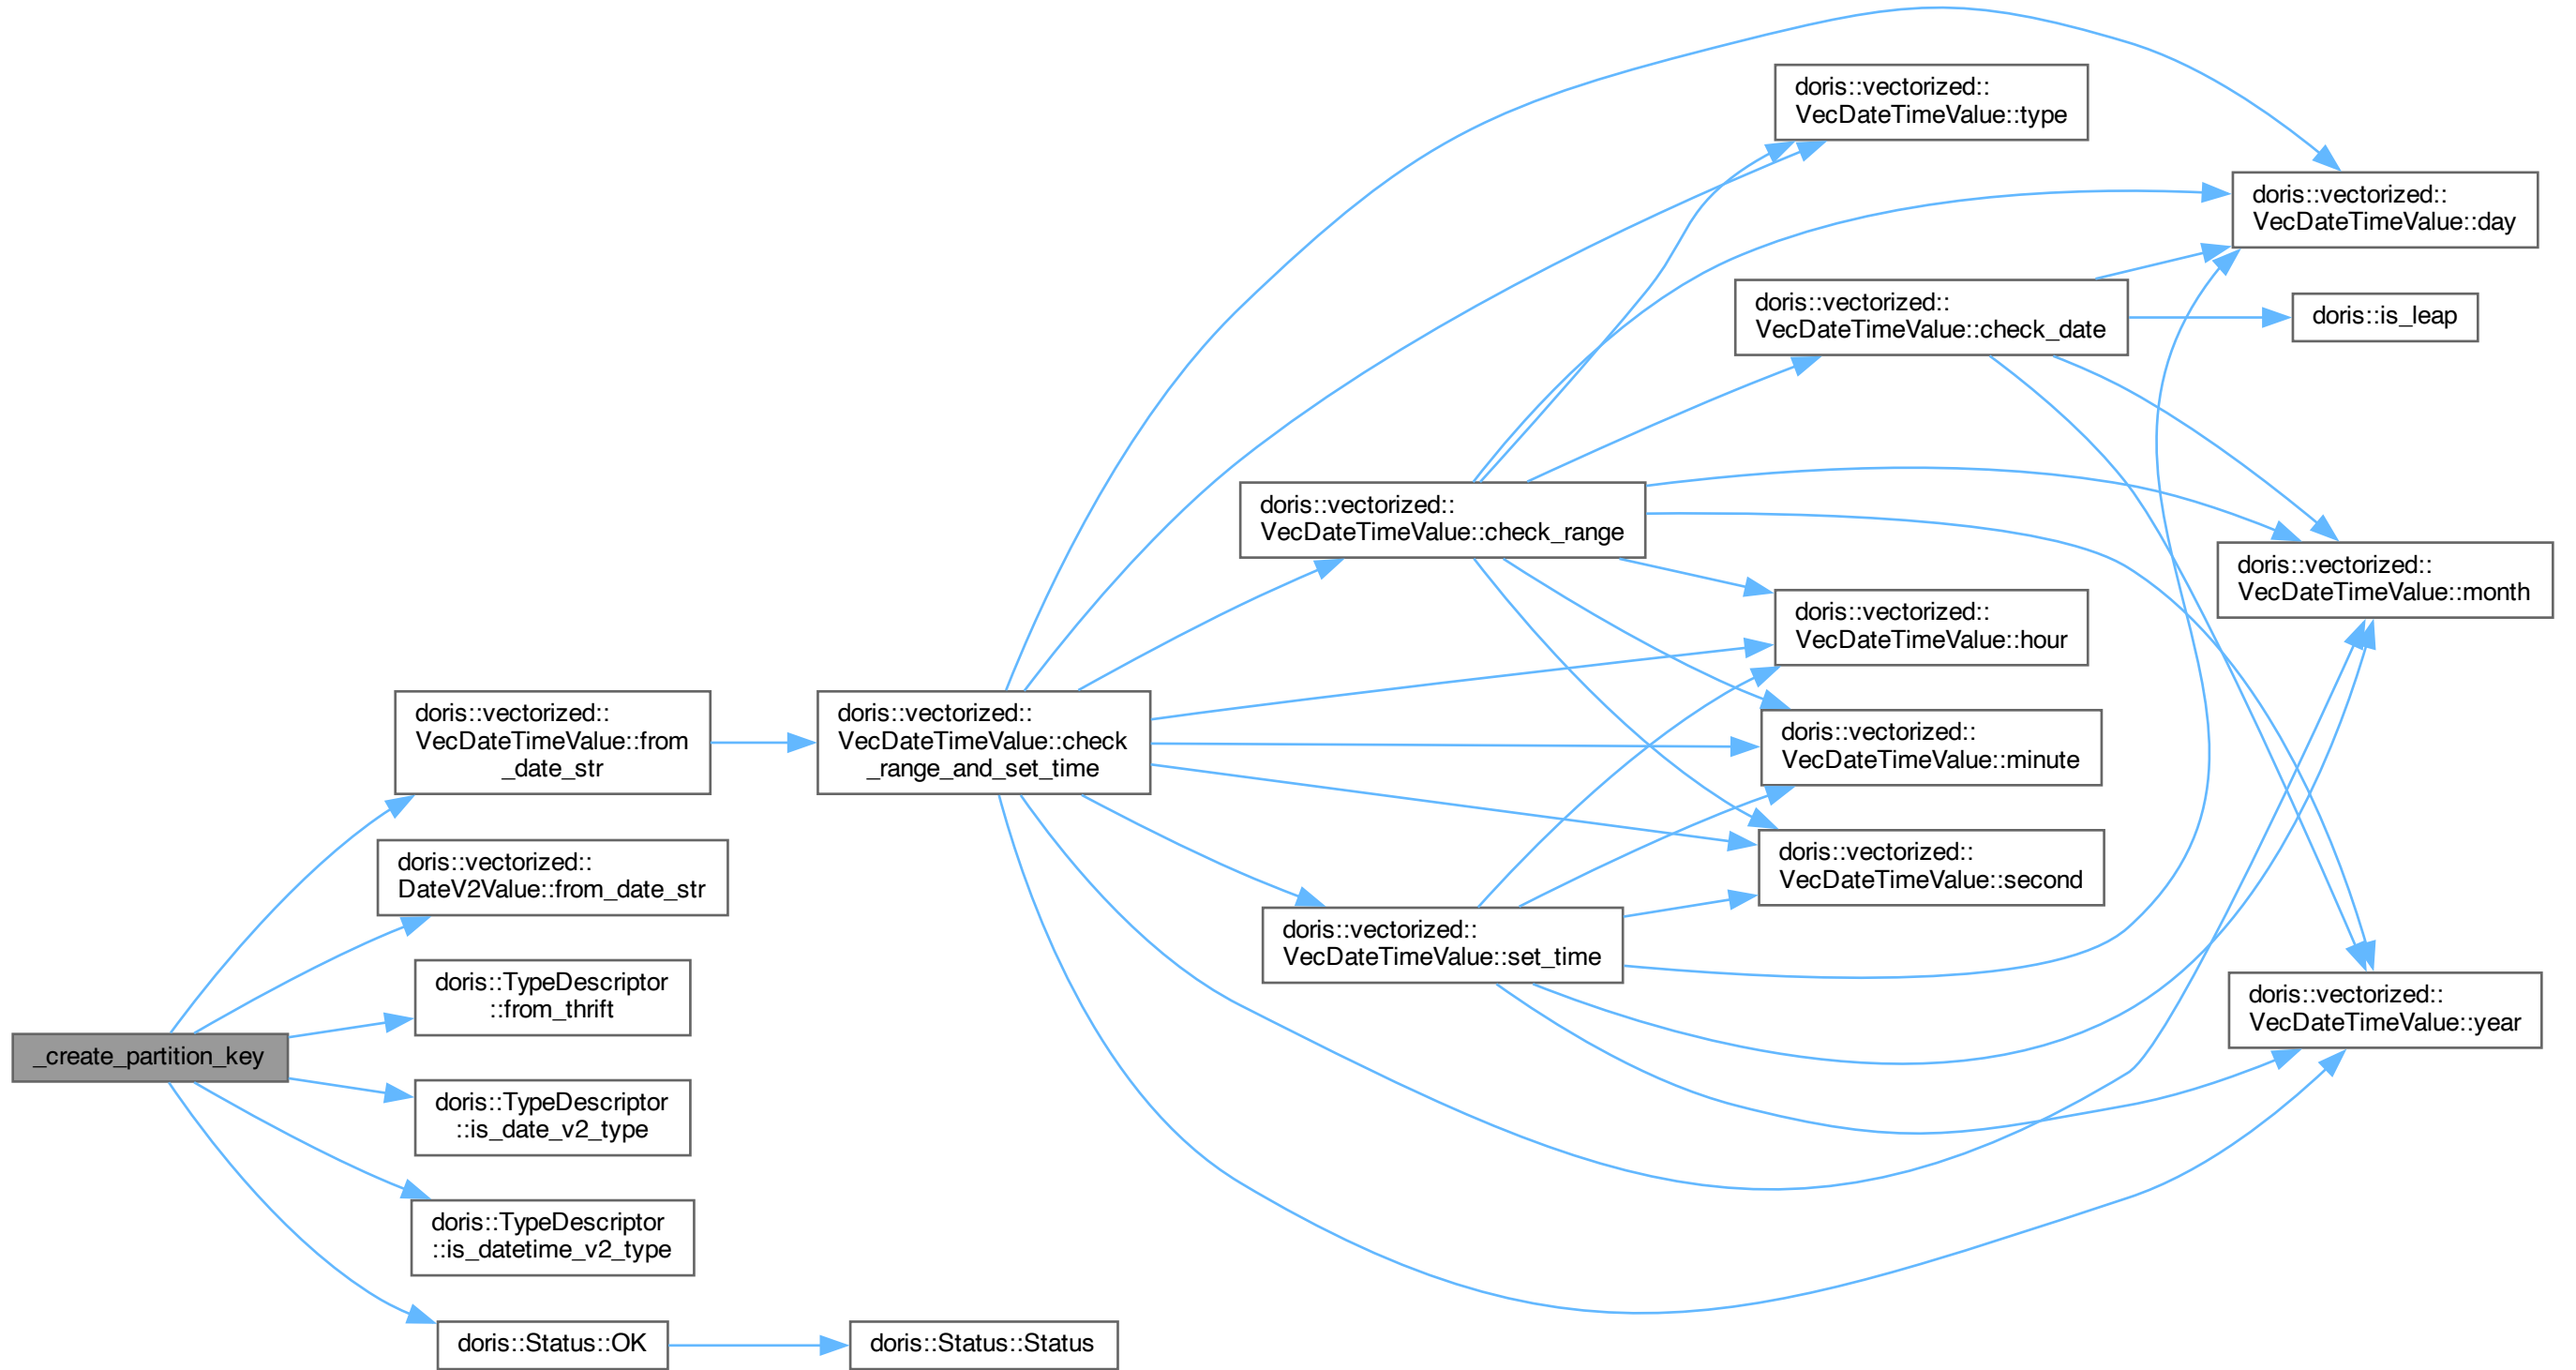 _create_partition_key
doris::vectorized::
VecDateTimeValue::from
_date_str
doris::vectorized::
DateV2Value::from_date_str
doris::TypeDescriptor
::from_thrift
doris::TypeDescriptor
::is_date_v2_type
doris::TypeDescriptor
::is_datetime_v2_type
doris::Status::OK
doris::vectorized::
VecDateTimeValue::check
_range_and_set_time
doris::Status::Status
doris::vectorized::
VecDateTimeValue::check_range
doris::vectorized::
VecDateTimeValue::set_time
doris::vectorized::
VecDateTimeValue::type
doris::vectorized::
VecDateTimeValue::check_date
doris::vectorized::
VecDateTimeValue::hour
doris::vectorized::
VecDateTimeValue::minute
doris::vectorized::
VecDateTimeValue::second
doris::vectorized::
VecDateTimeValue::day
doris::is_leap
doris::vectorized::
VecDateTimeValue::month
doris::vectorized::
VecDateTimeValue::year